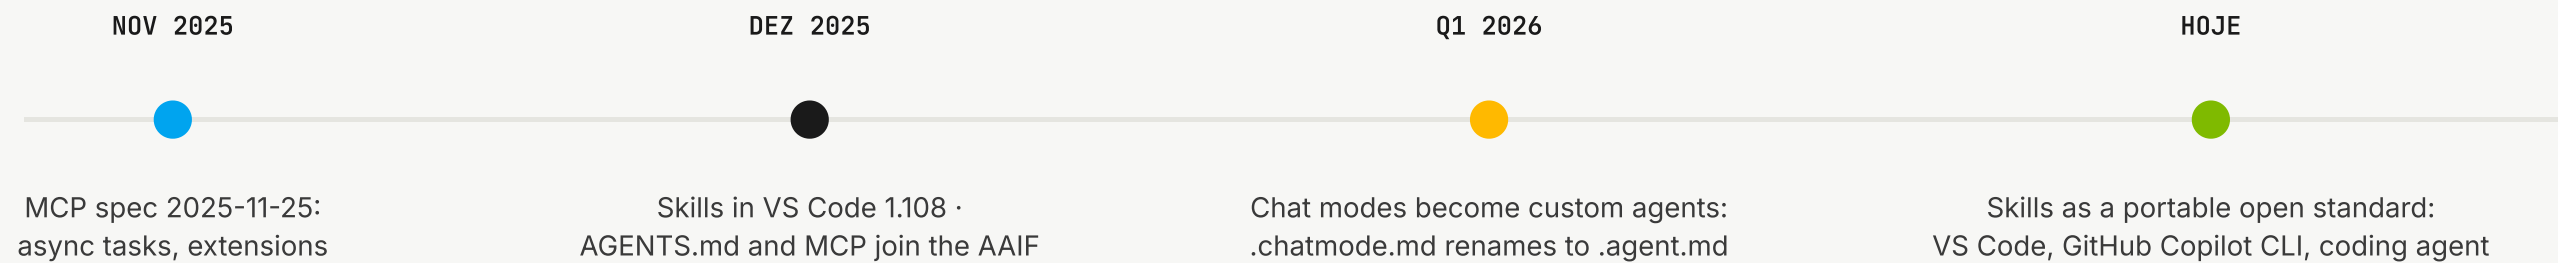 NOV 2025
MCP spec 2025-11-25:
async tasks, extensions
DEZ 2025
Skills in VS Code 1.108 ·
AGENTS.md and MCP join the AAIF
Q1 2026
Chat modes become custom agents:
.chatmode.md renames to .agent.md
HOJE
Skills as a portable open standard:
VS Code, GitHub Copilot CLI, coding agent